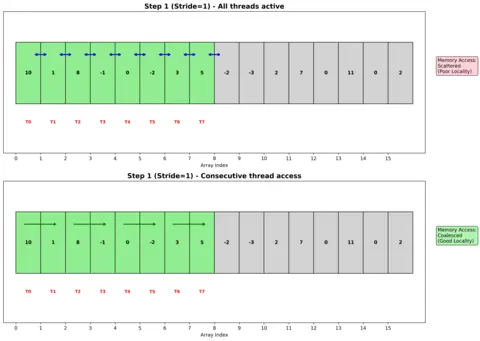 Step 1 (Stride=1) - All threads active
10 1 8 -1 0 -2 3 5 -2 -3 2 7 0 11 0 2
Memory Access:
Scattered
(Poor Locality)
T0 T1 T2 T3 T4 T5 T6 T7
0 1 2 3 4 5 6 7 8 9 10 11 12 13 14 15
Array Index
Step 1 (Stride=1) - Consecutive thread access
10 1 8 -1 0 -2 3 5 -2 -3 2 7 0 11 0 2
Memory Access:
Coalesced
(Good Locality)
T0 T1 T2 T3 T4 T5 T6 T7
0 1 2 3 4 5 6 7 8 9 10 11 12 13 14 15
Array Index